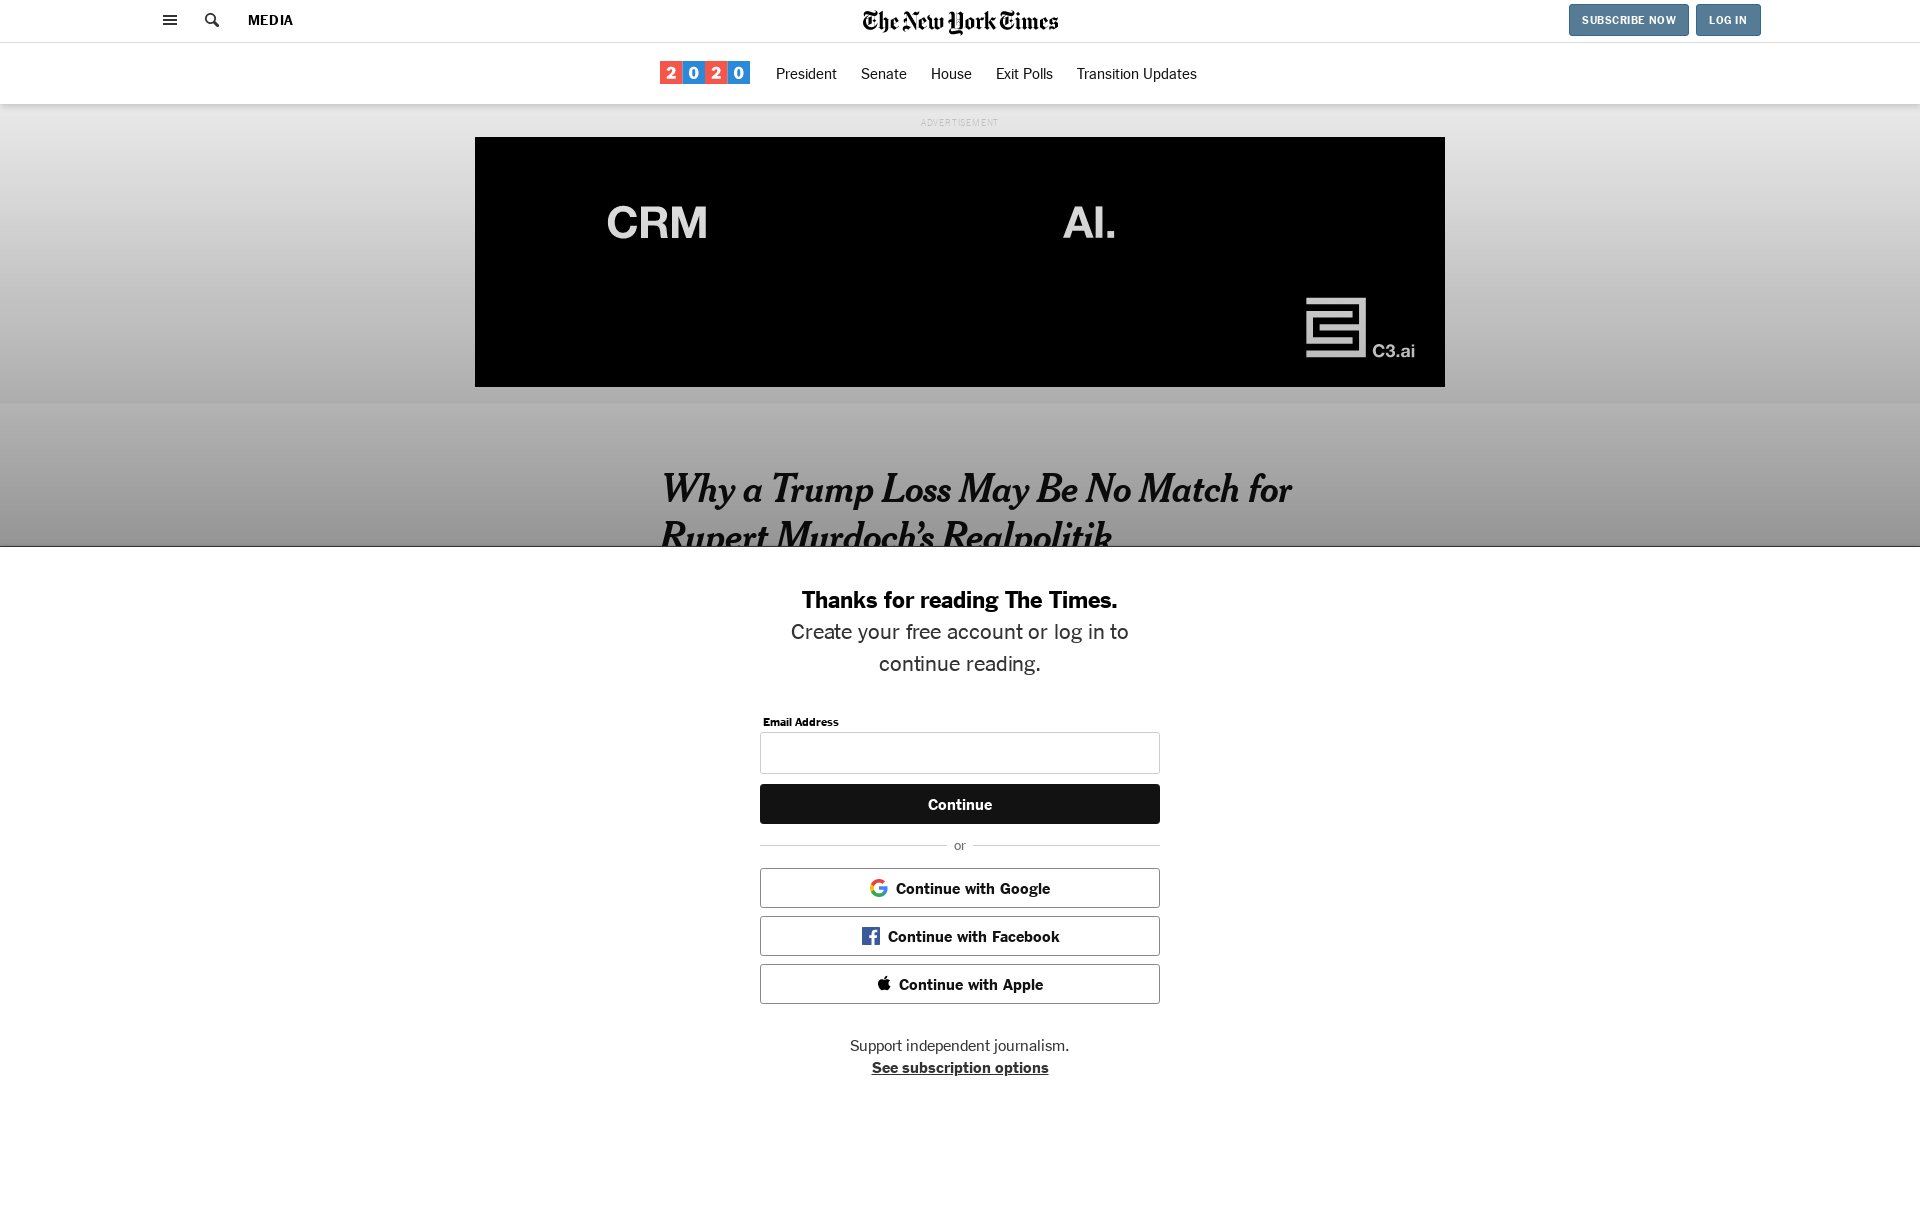 MEDIA
The New York Times
SUBSCRIBE NOW
LOG IN
2020
President
Senate
House
Exit Polls
Transition Updates
ADVERTISEMENT
CRM
AI.
C3.ai
Why a Trump Loss May Be No Match for
Rupert Murdoch’s Realpolitik
Thanks for reading The Times.
Create your free account or log in to
continue reading.
Email Address
Continue
or
Continue with Google
Continue with Facebook
Continue with Apple
Support independent journalism.
See subscription options